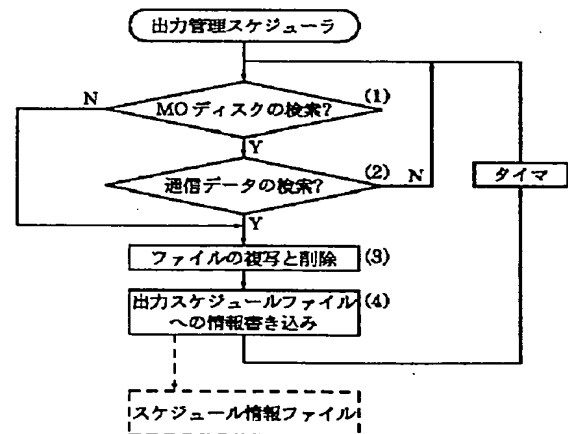 出力管理スケジューラ
N
MOディスクの検索?
(1)
Y
通信データの検索?
(2)
N
タイマ
Y
ファイルの複写と削除
(3)
出力スケジュールファイル
への情報書き込み
(4)
スケジュール情報ファイル